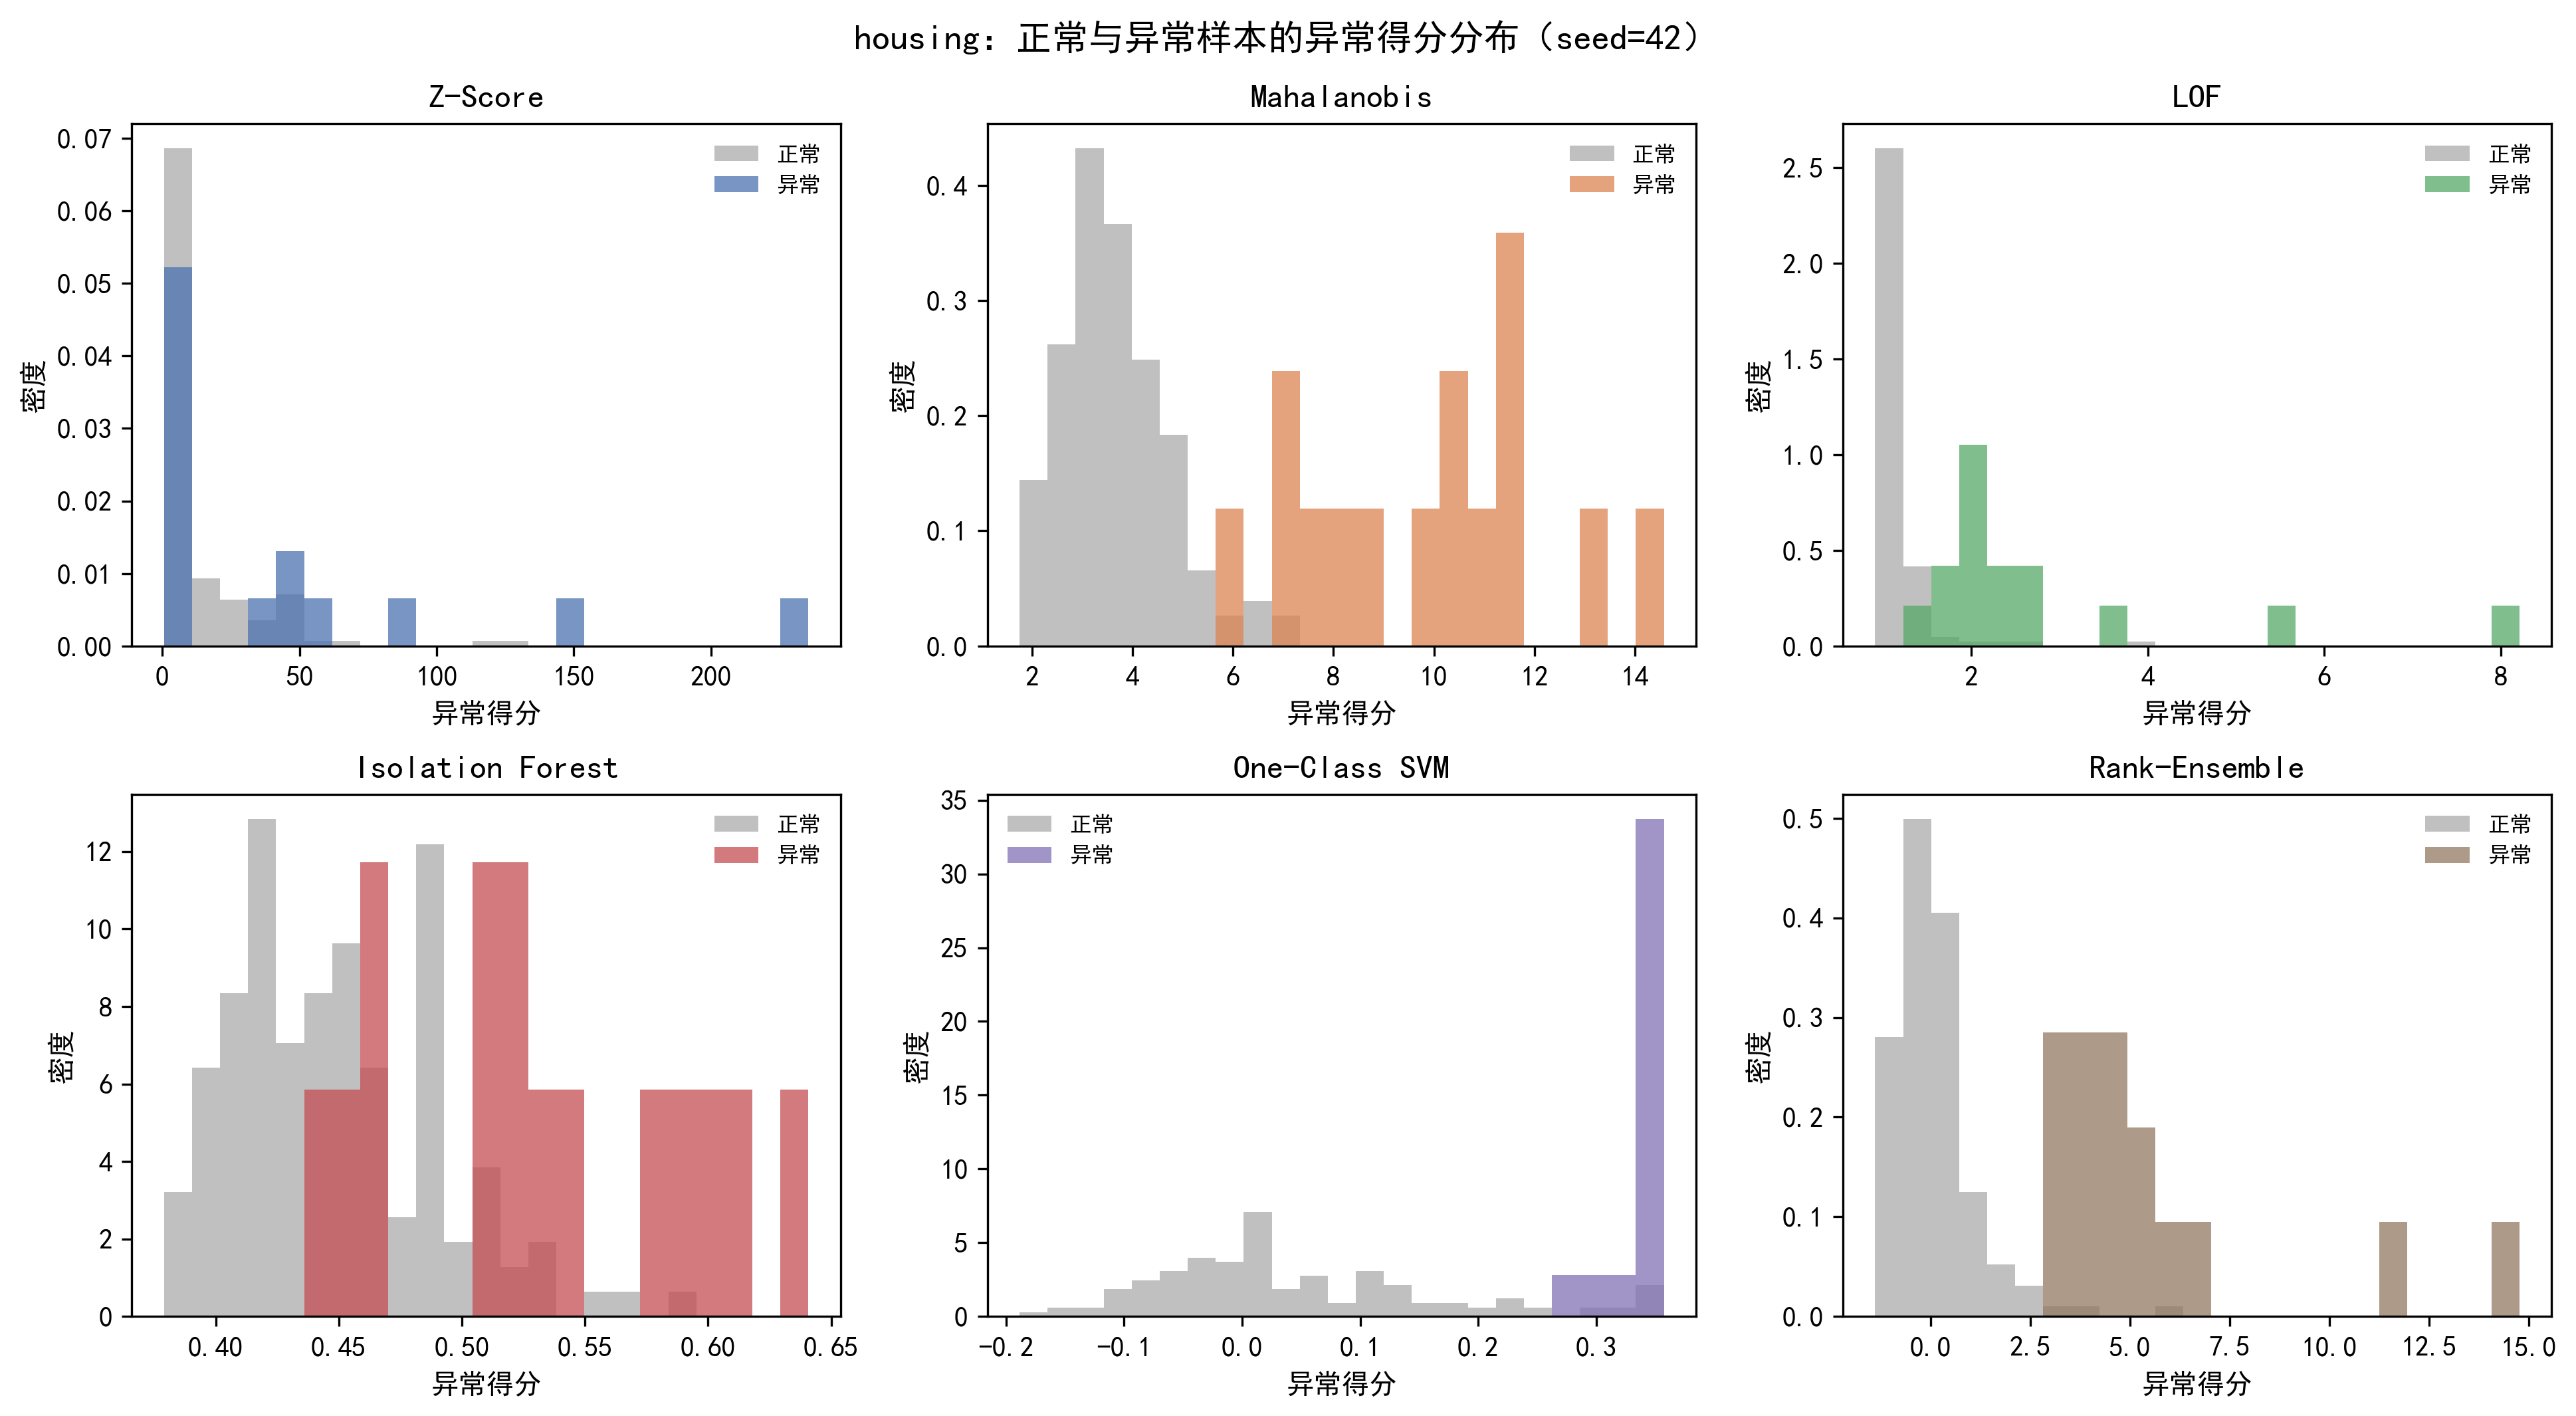 housing：正常与异常样本的异常得分分布（seed=42）
Z-Score
0.07
0.06
0.05
0.04
0.03
0.02
0.01
0.00
密度
正常
异常
0 50 100 150 200
异常得分
Mahalanobis
0.4
0.3
0.2
0.1
0.0
密度
正常
异常
2 4 6 8 10 12 14
异常得分
LOF
2.5
2.0
1.5
1.0
0.5
0.0
密度
正常
异常
2 4 6 8
异常得分
Isolation Forest
12
10
8
6
4
2
0
密度
正常
异常
0.40 0.45 0.50 0.55 0.60 0.65
异常得分
One-Class SVM
35
30
25
20
15
10
5
0
密度
正常
异常
-0.2 -0.1 0.0 0.1 0.2 0.3
异常得分
Rank-Ensemble
0.5
0.4
0.3
0.2
0.1
0.0
密度
正常
异常
0.0 2.5 5.0 7.5 10.0 12.5 15.0
异常得分